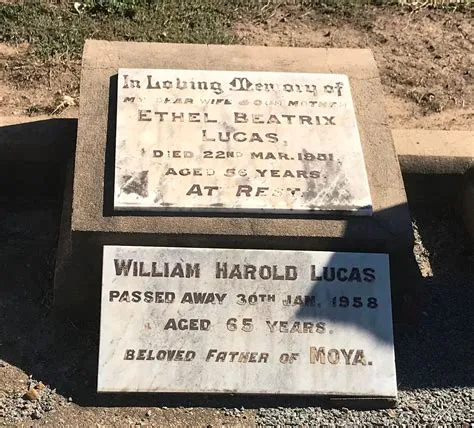 In Loving Memory of
MY DEAR WIFE & OUR MOTHER
ETHEL BEATRIX
LUCAS,
DIED 22ND MAR. 1951,
AGED 56 YEARS.
AT REST.
WILLIAM HAROLD LUCAS
PASSED AWAY 30TH JAN. 1958
AGED 65 YEARS.
BELOVED FATHER OF MOYA.